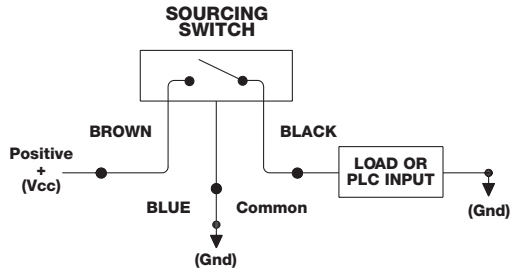 SOURCING
SWITCH
BROWN
BLACK
Positive
+
(Vcc)
LOAD OR
PLC INPUT
BLUE
Common
(Gnd)
(Gnd)